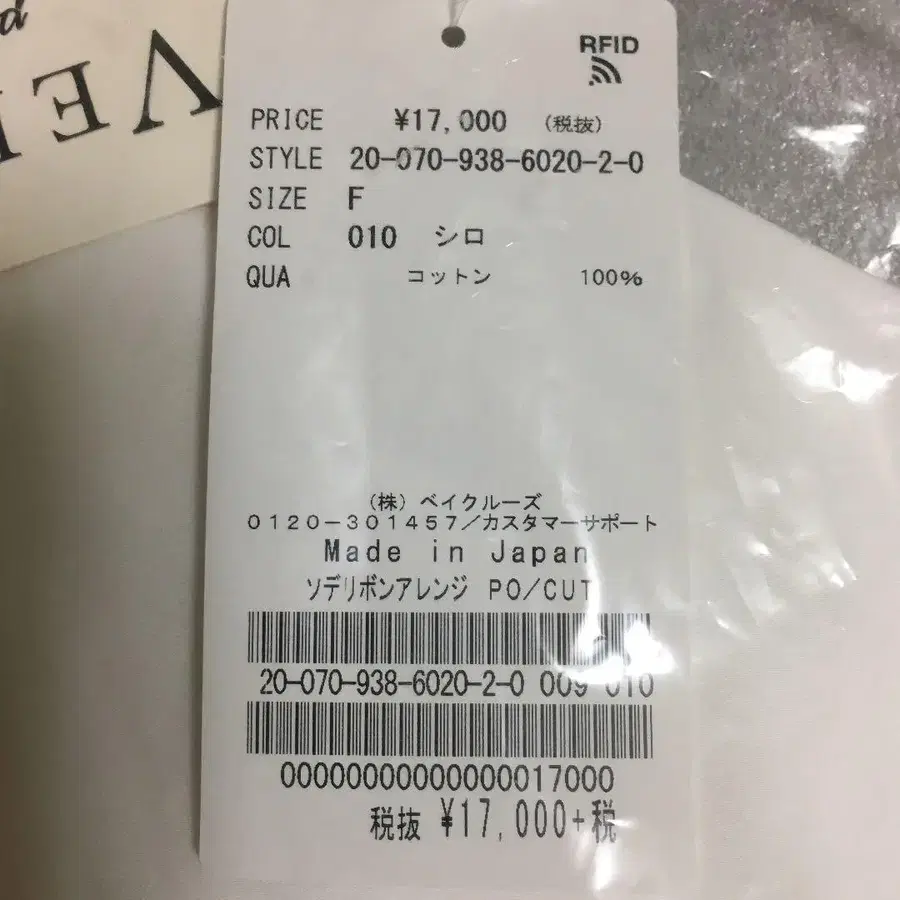 RFID
PRICE ¥17,000 (税抜)
STYLE 20-070-938-6020-2-0
SIZE F
COL 010 シロ
QUA コットン 100%
(株) ベイクルーズ
0120-301457/カスタマーサポート
Made in Japan
ソデリボンアレンジ PO/CUT
20-070-938-6020-2-0 009 010
00000000000000017000
税抜 ¥17,000+税